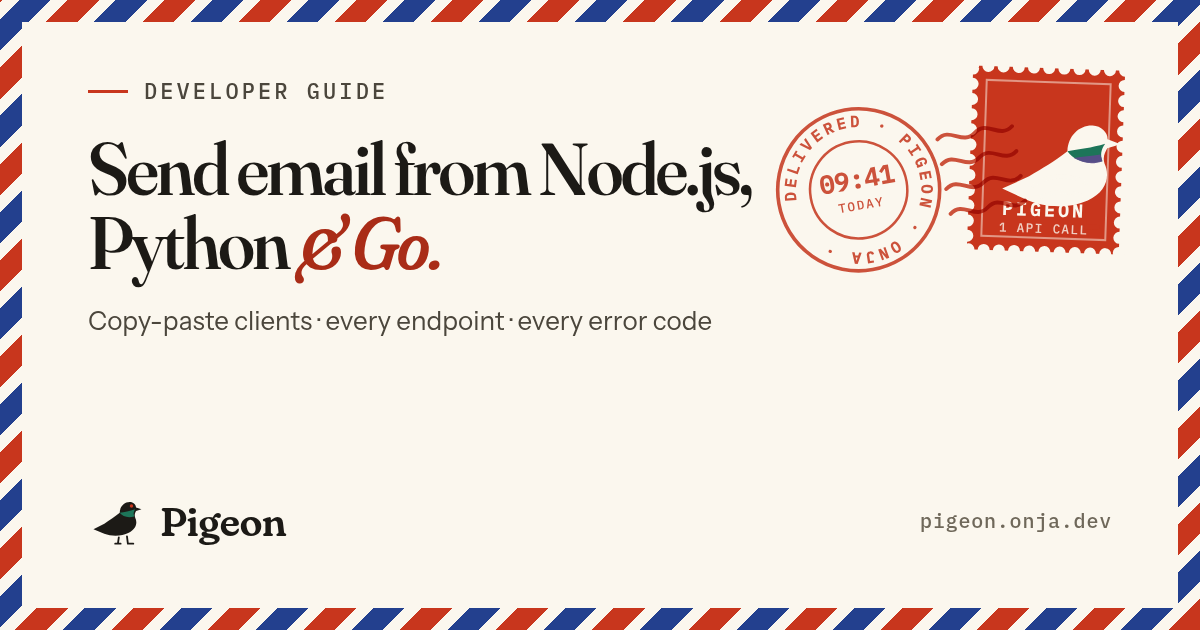 DEVELOPER GUIDE
Send email from Node.js,
Python & Go.
Copy-paste clients · every endpoint · every error code
DELIVERED · PIGEON · ONJA ·
09:41
TODAY
PIGEON
1 API CALL
Pigeon
pigeon.onja.dev